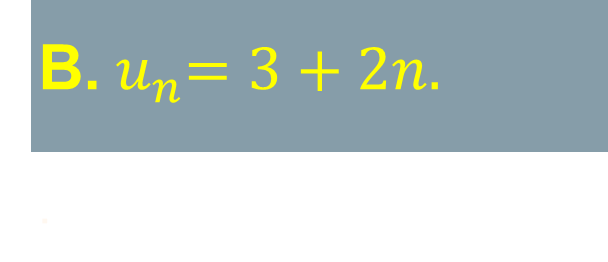 B. uₙ= 3 + 2n.